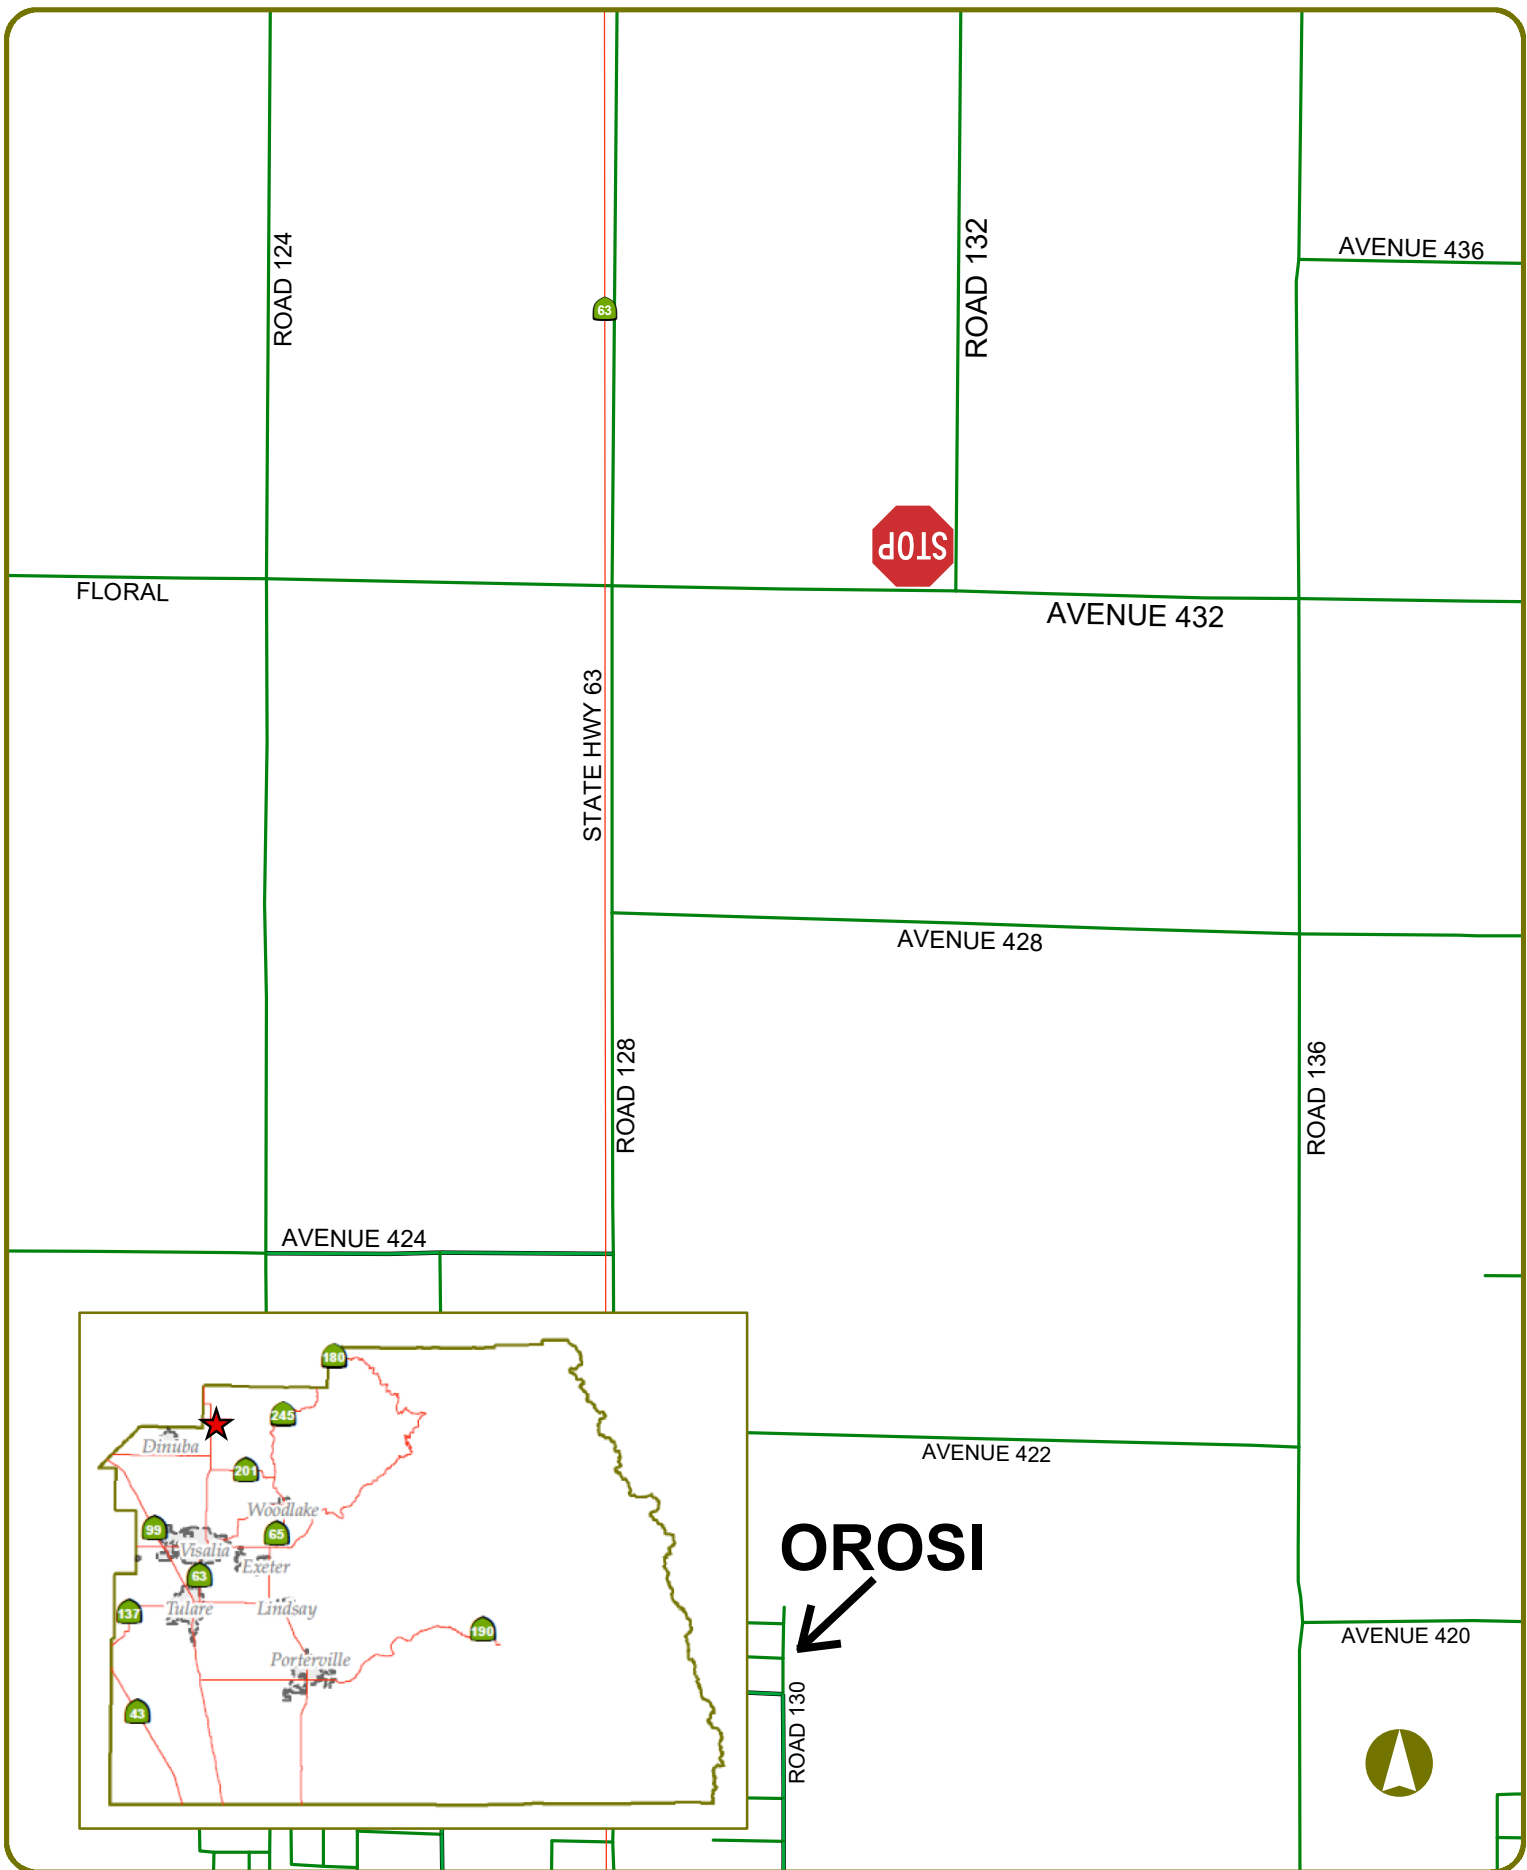 ROAD 124
ROAD 132
AVENUE 436
63
STOP
FLORAL
AVENUE 432
STATE HWY 63
AVENUE 428
ROAD 128
ROAD 136
AVENUE 424
180
245
Dinuba
201
AVENUE 422
Woodlake
99
65
Visalia
Exeter
OROSI
63
137
Tulare
Lindsay
190
AVENUE 420
Porterville
43
ROAD 130